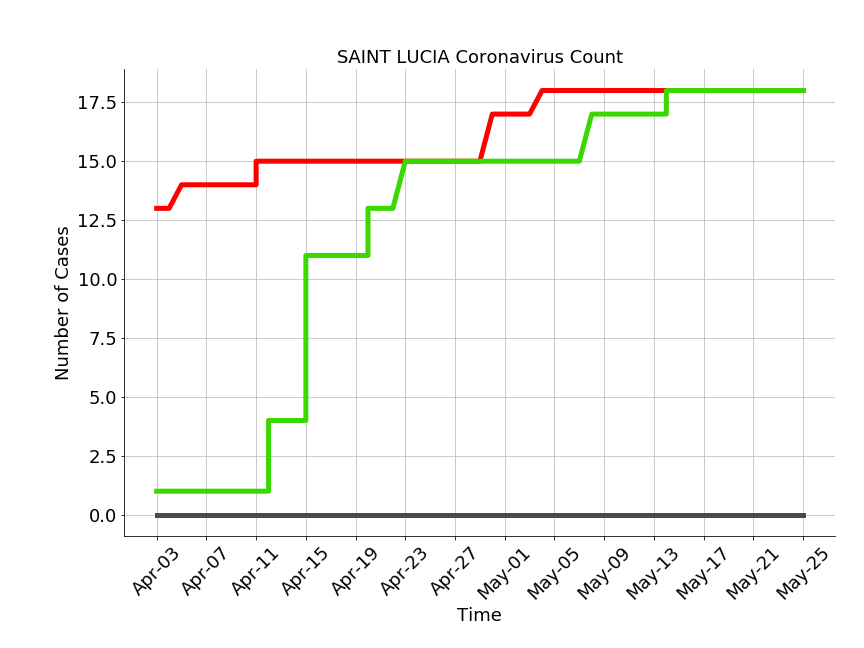 SAINT LUCIA Coronavirus Count
Number of Cases
17.5
15.0
12.5
10.0
7.5
5.0
2.5
0.0
Apr-03 Apr-07 Apr-11 Apr-15 Apr-19 Apr-23 Apr-27 May-01 May-05 May-09 May-13 May-17 May-21 May-25
Time